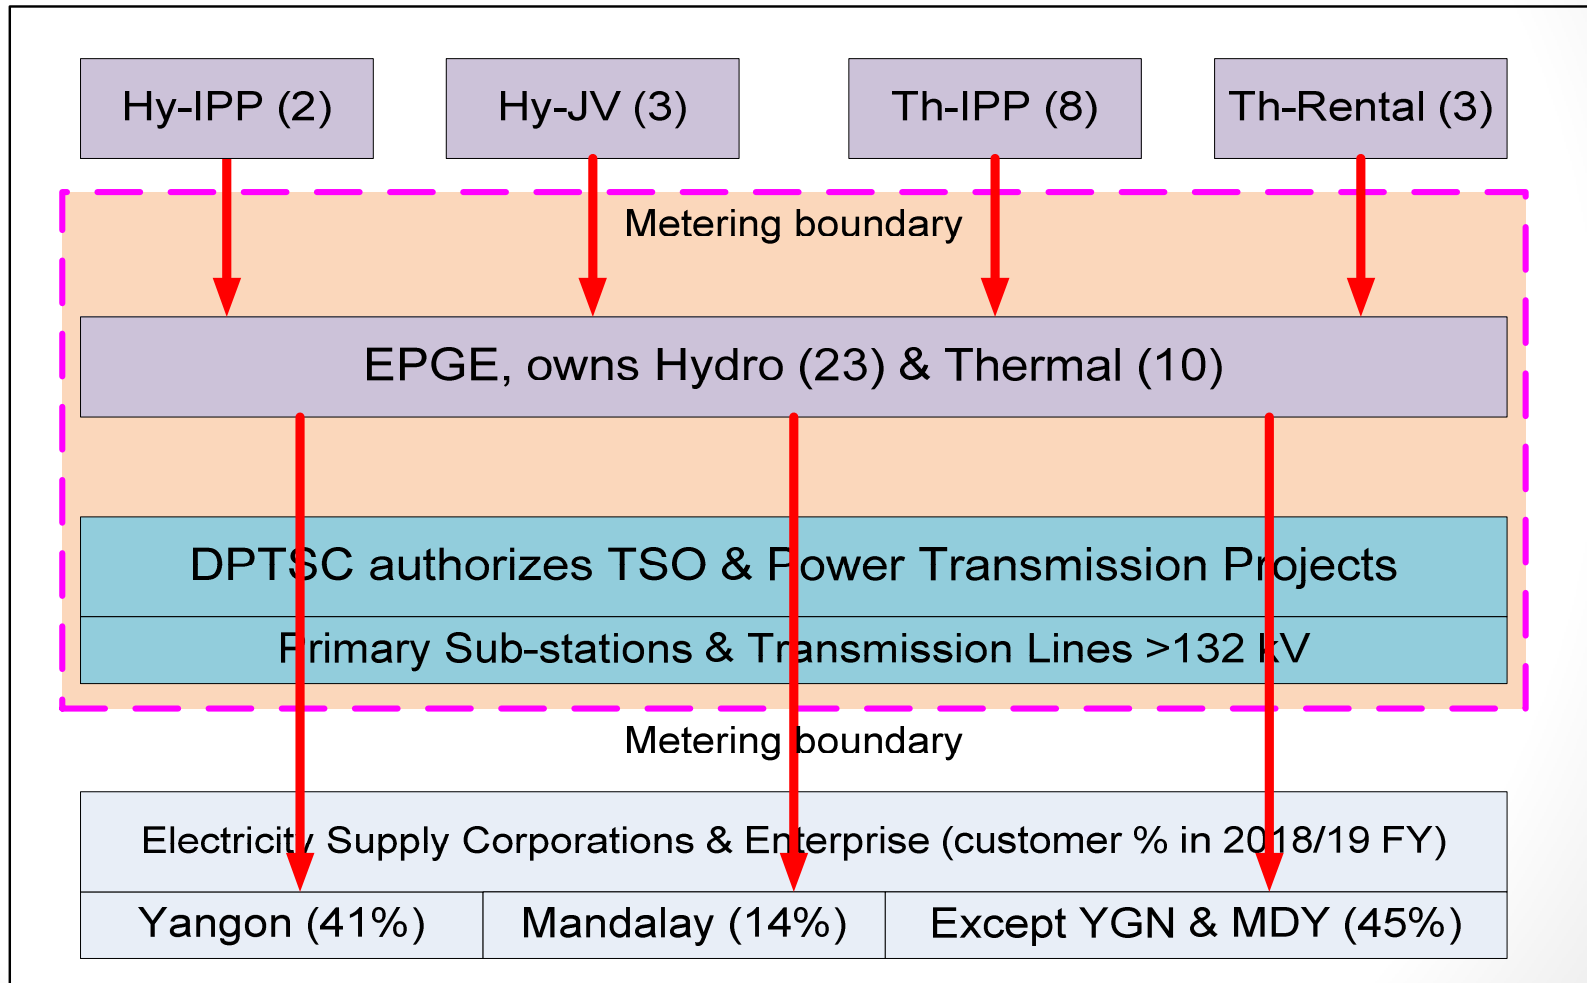 Hy-IPP (2)
Hy-JV (3)
Th-IPP (8)
Th-Rental (3)
Metering boundary
EPGE, owns Hydro (23) & Thermal (10)
DPTSC authorizes TSO & Power Transmission Projects
Primary Sub-stations & Transmission Lines >132 kV
Metering boundary
Electricity Supply Corporations & Enterprise (customer % in 2018/19 FY)
Yangon (41%)
Mandalay (14%)
Except YGN & MDY (45%)